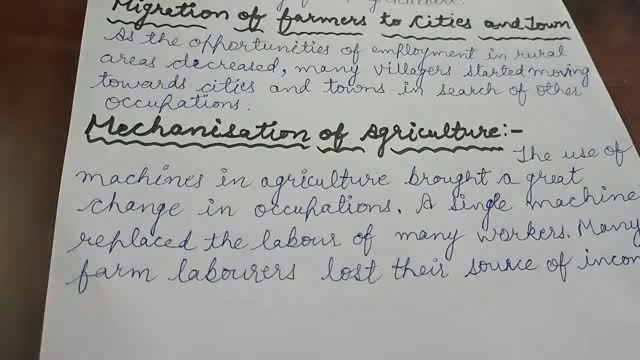 Migretion of farmers to cities and Town
As the opportunities of employment in rural
areas decreased, many villagers started moving
towards cities and towns in search of other
occupations.
Mechanisation of Agriculture:-
The use of
machines in agriculture brought a great
change in occupations. A single machine
replaced the labour of many workers. Many
farm labourers lost their source of incom